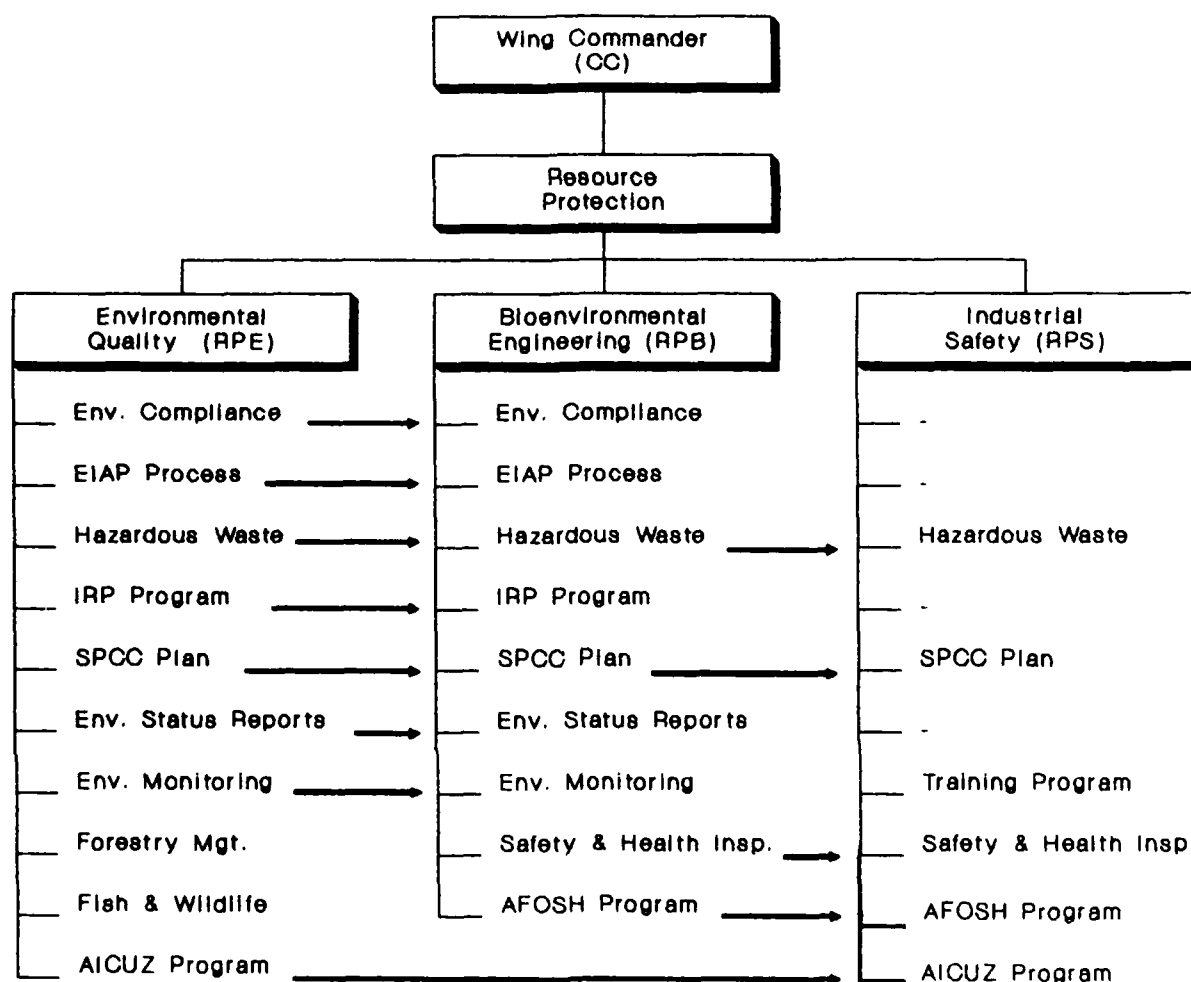 Wing Commander
(CC)
Resource
Protection
Environmental
Quality (RPE)
Bioenvironmental
Engineering (RPB)
Industrial
Safety (RPS)
Env. Compliance
Env. Compliance
-
EIAP Process
EIAP Process
-
Hazardous Waste
Hazardous Waste
Hazardous Waste
IRP Program
IRP Program
-
SPCC Plan
SPCC Plan
SPCC Plan
Env. Status Reports
Env. Status Reports
-
Env. Monitoring
Env. Monitoring
Training Program
Forestry Mgt.
Safety & Health Insp.
Safety & Health Insp
Fish & Wildlife
AFOSH Program
AFOSH Program
AICUZ Program
AICUZ Program